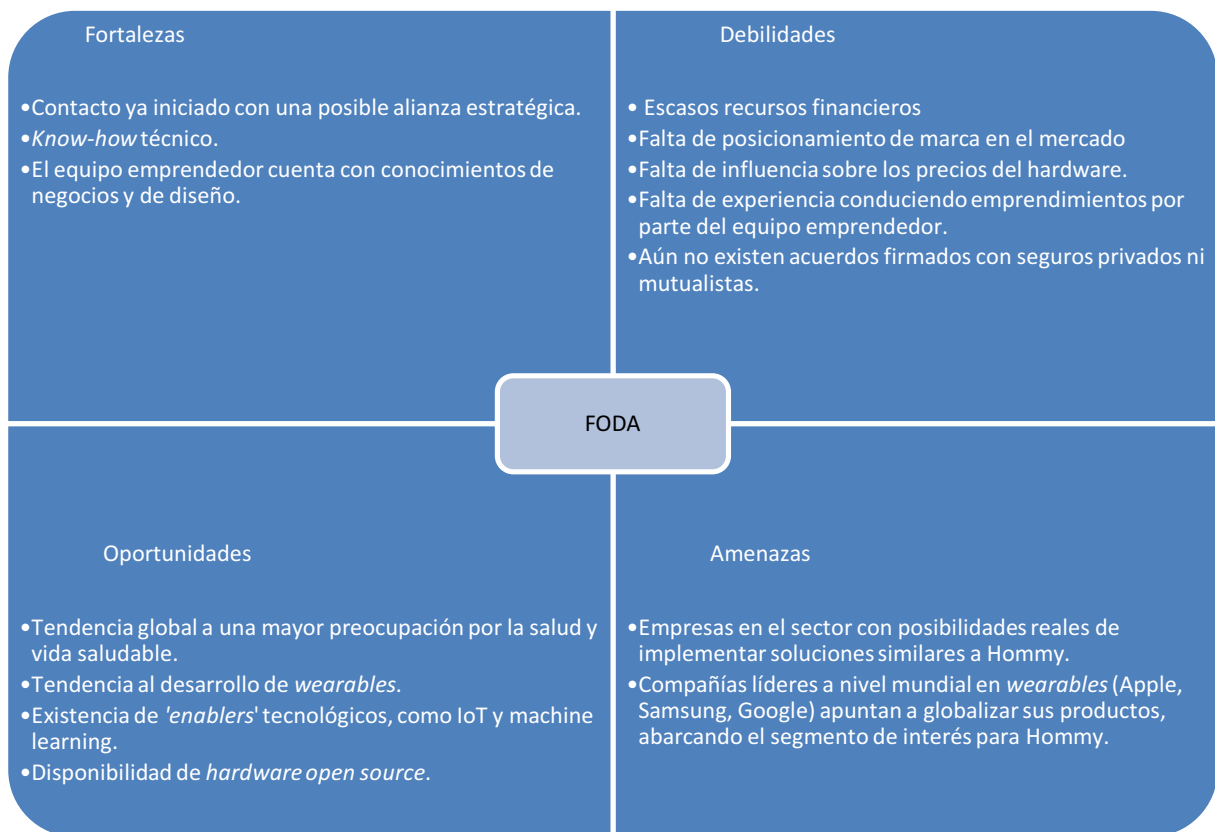 Fortalezas
•Contacto ya iniciado con una posible alianza estratégica.
•Know-how técnico.
•El equipo emprendedor cuenta con conocimientos de
negocios y de diseño.
Debilidades
• Escasos recursos financieros
•Falta de posicionamiento de marca en el mercado
•Falta de influencia sobre los precios del hardware.
•Falta de experiencia conduciendo emprendimientos por
parte del equipo emprendedor.
•Aún no existen acuerdos firmados con seguros privados ni
mutualistas.
FODA
Oportunidades
•Tendencia global a una mayor preocupación por la salud y
vida saludable.
•Tendencia al desarrollo de wearables.
•Existencia de 'enablers' tecnológicos, como IoT y machine
learning.
•Disponibilidad de hardware open source.
Amenazas
•Empresas en el sector con posibilidades reales de
implementar soluciones similares a Hommy.
•Compañías líderes a nivel mundial en wearables (Apple,
Samsung, Google) apuntan a globalizar sus productos,
abarcando el segmento de interés para Hommy.